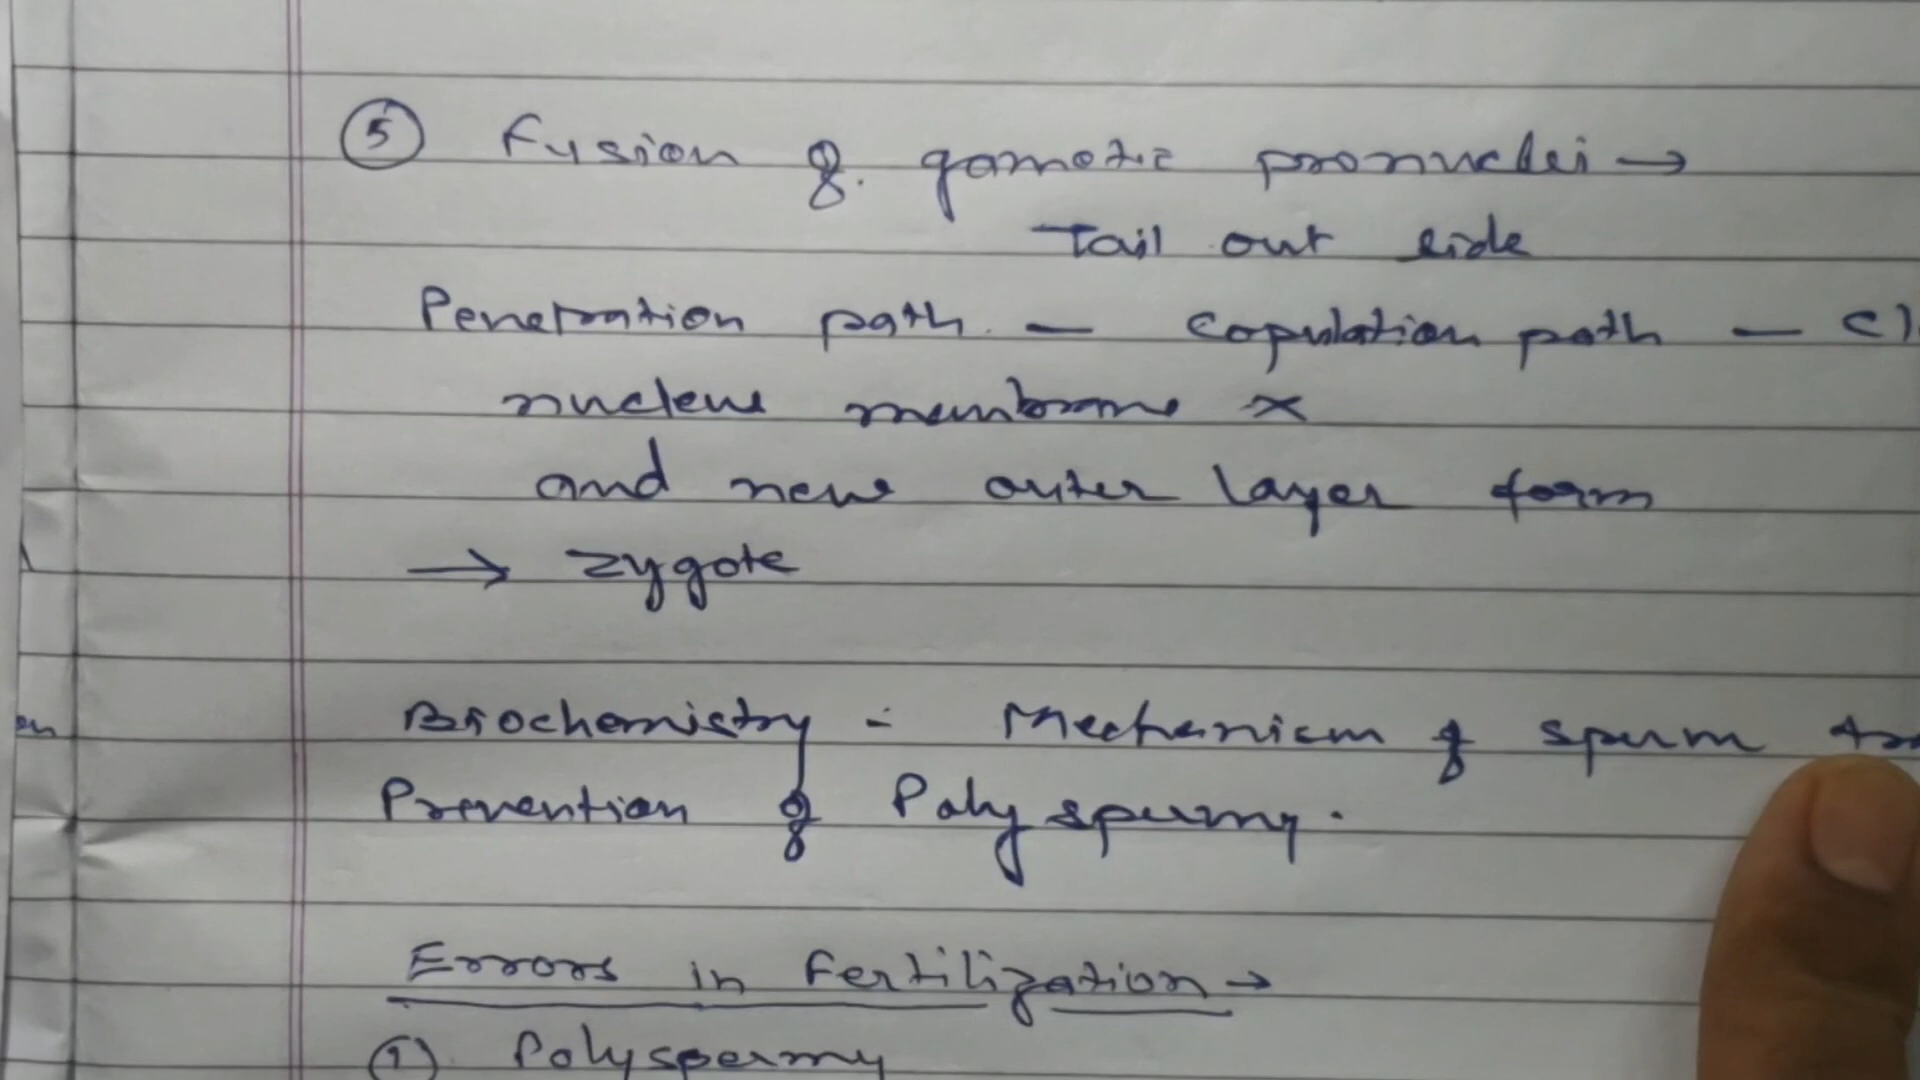 ⑤ Fusion of gametic pronuclei →
Tail out side
Penetration path - copulation path -
nucleus membrane x
and new outer layer form
→ zygote
Biochemistry - Mechanism of sperm
Prevention of Polyspermy.
Errors in Fertilization →
① Polyspermy